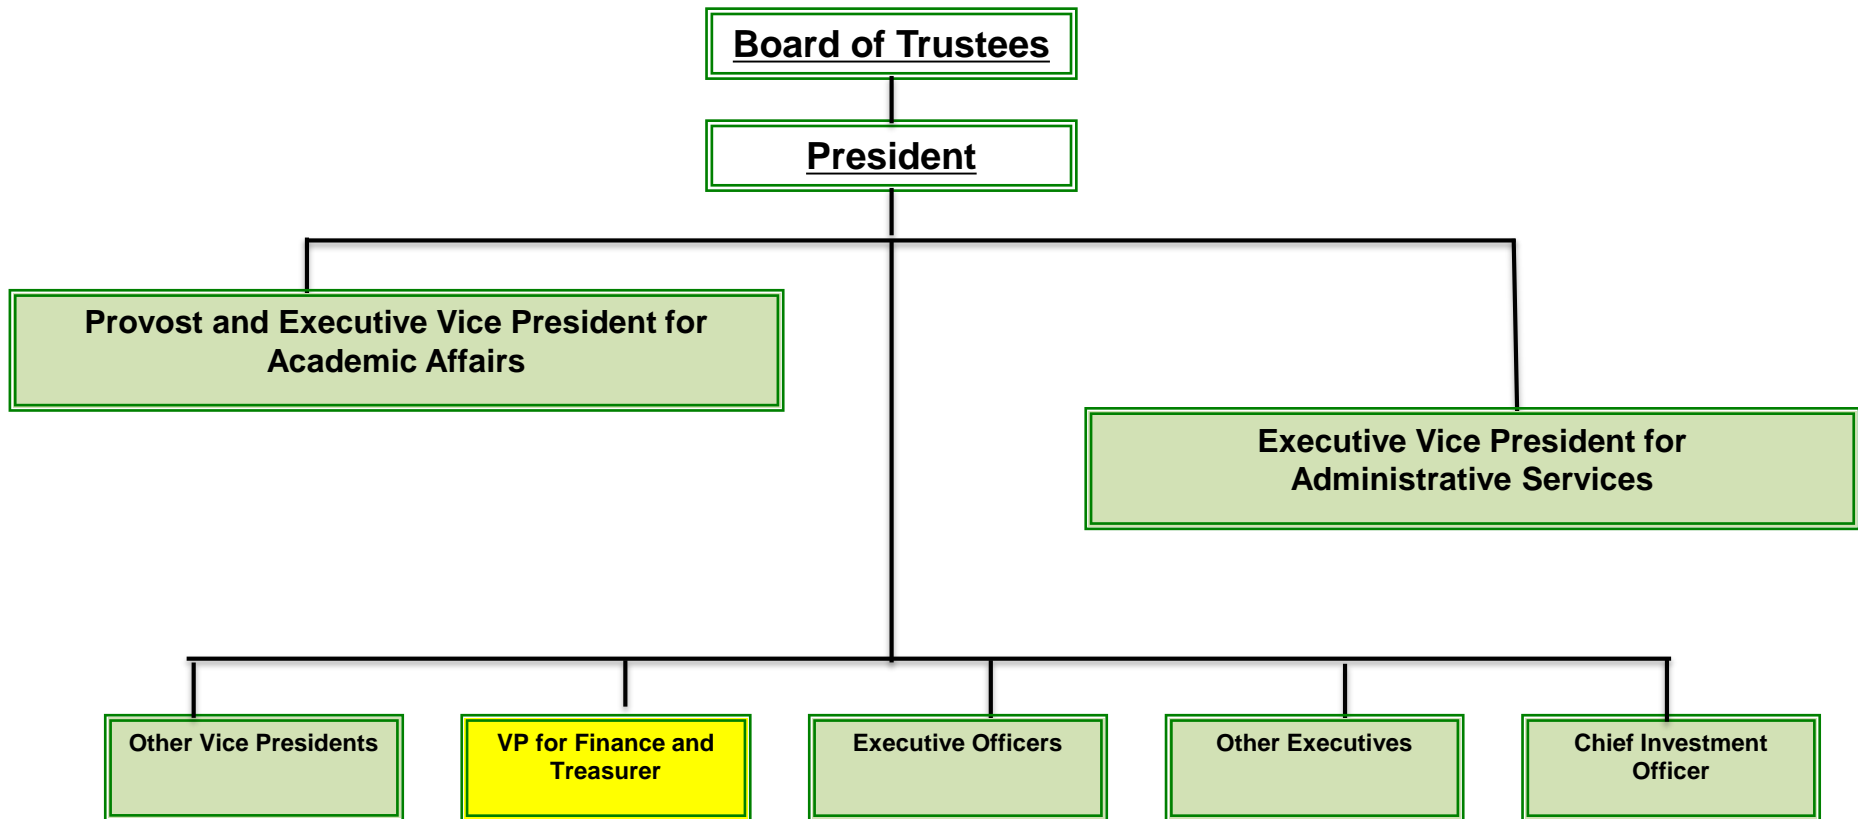 Board of Trustees
President
Provost and Executive Vice President for
Academic Affairs
Executive Vice President for
Administrative Services
Other Vice Presidents
VP for Finance and
Treasurer
Executive Officers
Other Executives
Chief Investment
Officer